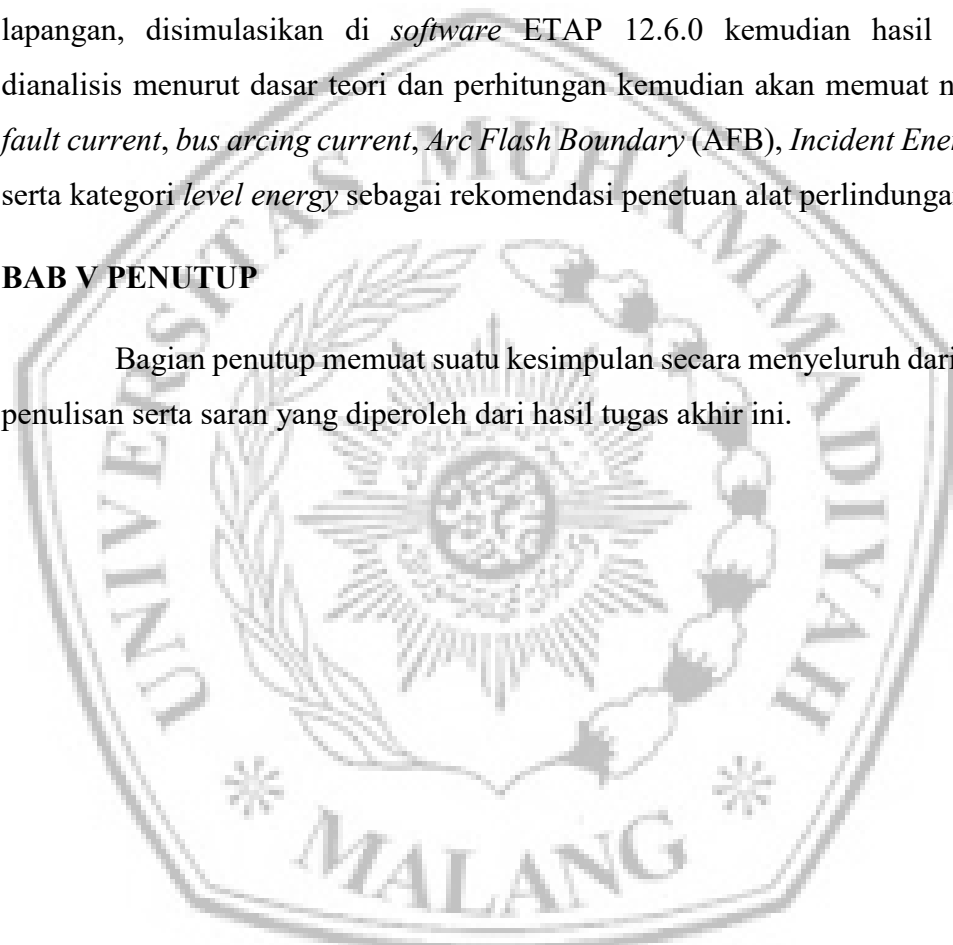 lapangan, disimulasikan di software ETAP 12.6.0 kemudian hasil
dianalisis menurut dasar teori dan perhitungan kemudian akan memuat
fault current, bus arcing current, Arc Flash Boundary (AFB), Incident
serta kategori level energy sebagai rekomendasi penetuan alat
BAB V PENUTUP
Bagian penutup memuat suatu kesimpulan secara menyeluruh dari
penulisan serta saran yang diperoleh dari hasil tugas akhir ini.
UNIVERSITAS MUHAMMADIYAH
MALANG